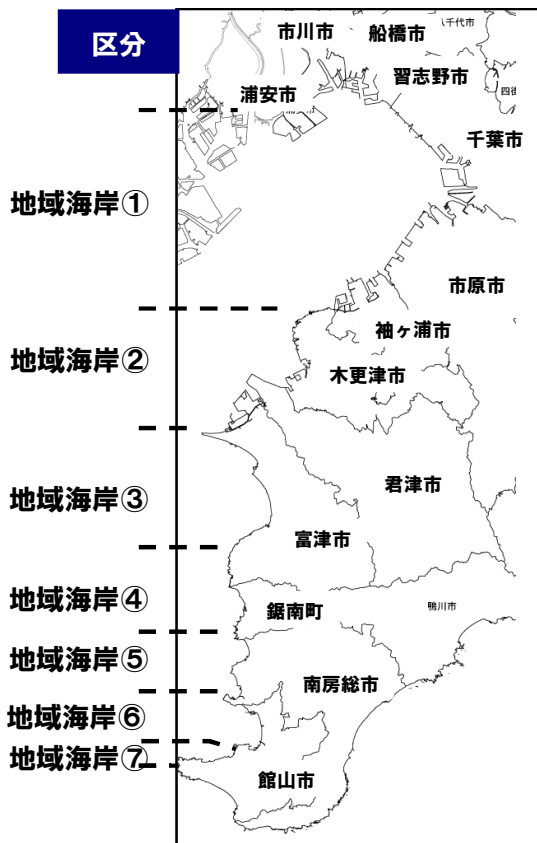 区分
市川市
船橋市
八千代市
習志野市
浦安市
千葉市
地域海岸①
市原市
袖ヶ浦市
地域海岸②
木更津市
君津市
地域海岸③
富津市
地域海岸④
鋸南町
鴨川市
地域海岸⑤
南房総市
地域海岸⑥
地域海岸⑦
館山市